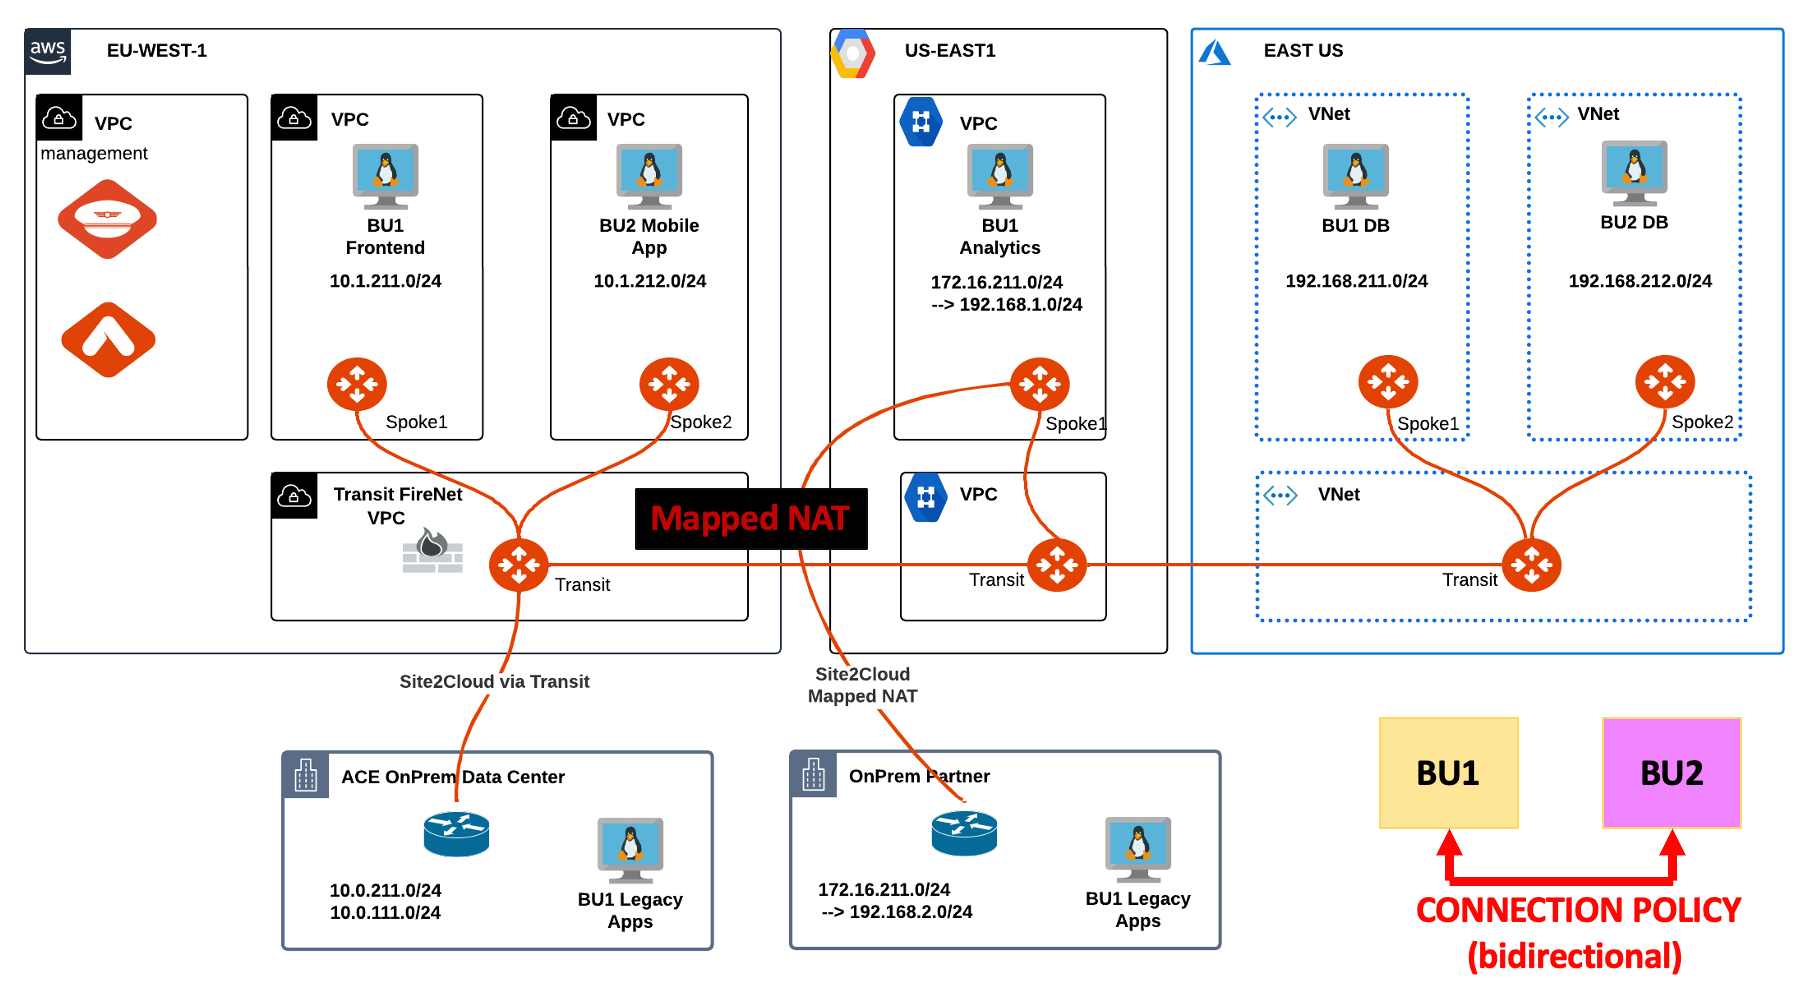 aws
EU-WEST-1
VPC
management
VPC
BU1
Frontend
10.1.211.0/24
Spoke1
VPC
BU2 Mobile
App
10.1.212.0/24
Spoke2
Transit FireNet
VPC
Transit
US-EAST1
VPC
BU1
Analytics
172.16.211.0/24
--> 192.168.1.0/24
Spoke1
Mapped NAT
VPC
Transit
EAST US
VNet
BU1 DB
192.168.211.0/24
Spoke1
VNet
BU2 DB
192.168.212.0/24
Spoke2
VNet
Transit
Site2Cloud via Transit
Site2Cloud
Mapped NAT
ACE OnPrem Data Center
10.0.211.0/24
10.0.111.0/24
BU1 Legacy
Apps
OnPrem Partner
172.16.211.0/24
--> 192.168.2.0/24
BU1 Legacy
Apps
BU1
BU2
CONNECTION POLICY
(bidirectional)